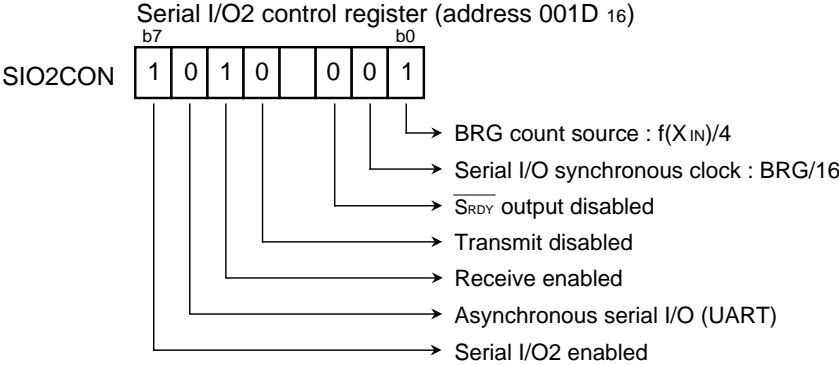 Serial I/O2 control register (address 001D 16)
b7 b0
SIO2CON 1 0 1 0 0 0 1
BRG count source : f(XIN)/4
Serial I/O synchronous clock : BRG/16
SRDY output disabled
Transmit disabled
Receive enabled
Asynchronous serial I/O (UART)
Serial I/O2 enabled